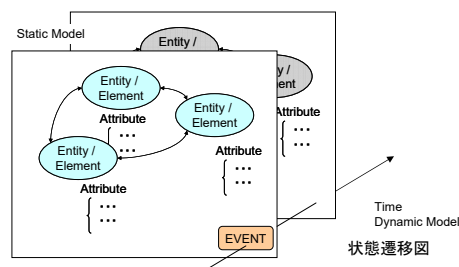 Static Model
Entity /
Entity /
Element
Entity /
Element
Attribute
... 
...
Entity /
Element
Attribute
...
...
Attribute
...
...
Attribute
...
...
EVENT
Time
Dynamic Model
状態遷移図